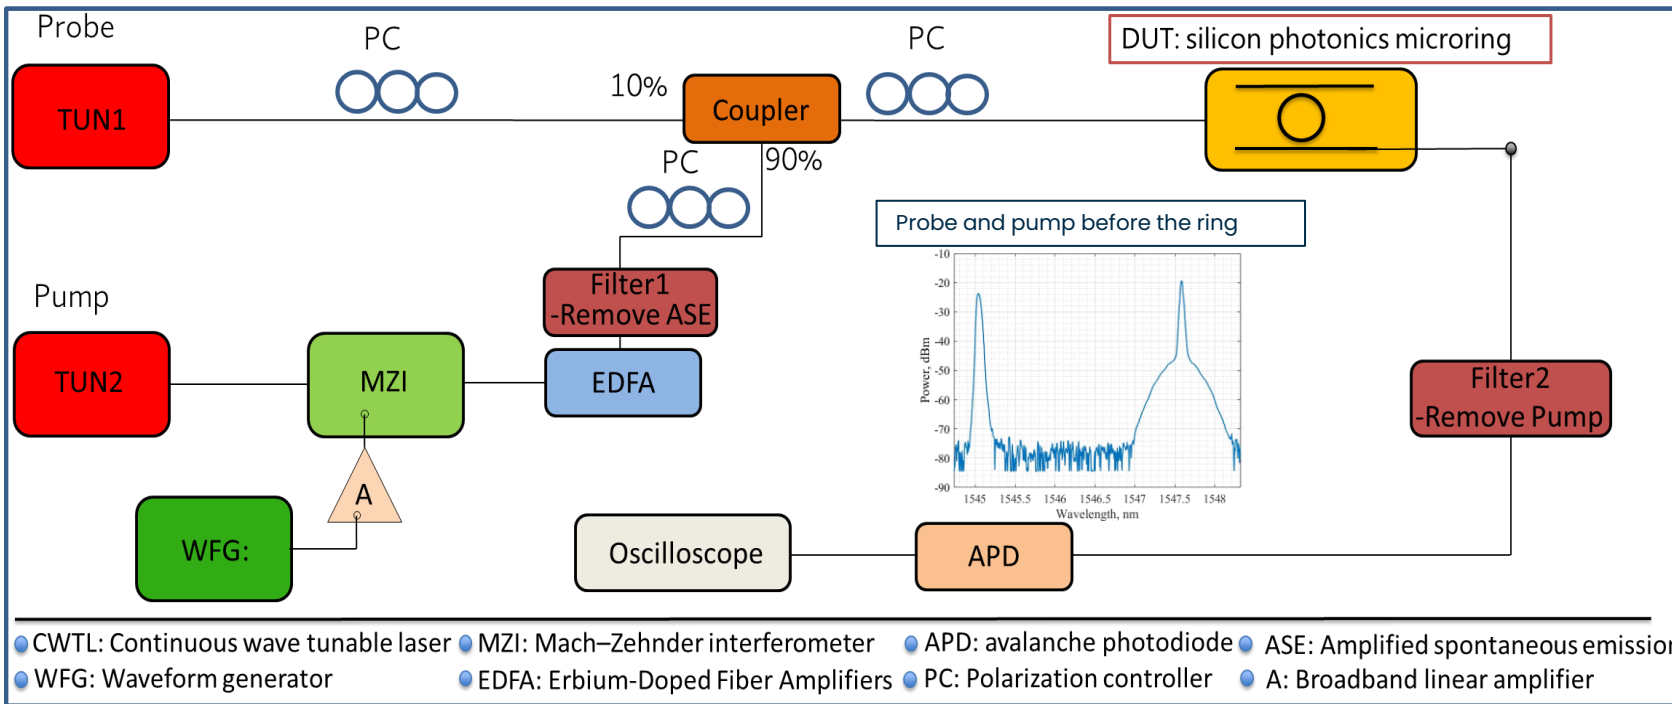 Probe
PC
PC
DUT: silicon photonics microring
TUN1
10%
Coupler
PC
90%
Probe and pump before the ring
Pump
Filter1
-Remove ASE
TUN2
MZI
EDFA
Filter2
-Remove Pump
A
WFG:
Oscilloscope
APD
Power, dBm
-10
-20
-30
-40
-50
-60
-70
-80
-90
1545
1545.5
1546
1546.5
1547
1547.5
1548
Wavelength, nm
CWTL: Continuous wave tunable laser
MZI: Mach–Zehnder interferometer
APD: avalanche photodiode
ASE: Amplified spontaneous emission
WFG: Waveform generator
EDFA: Erbium-Doped Fiber Amplifiers
PC: Polarization controller
A: Broadband linear amplifier